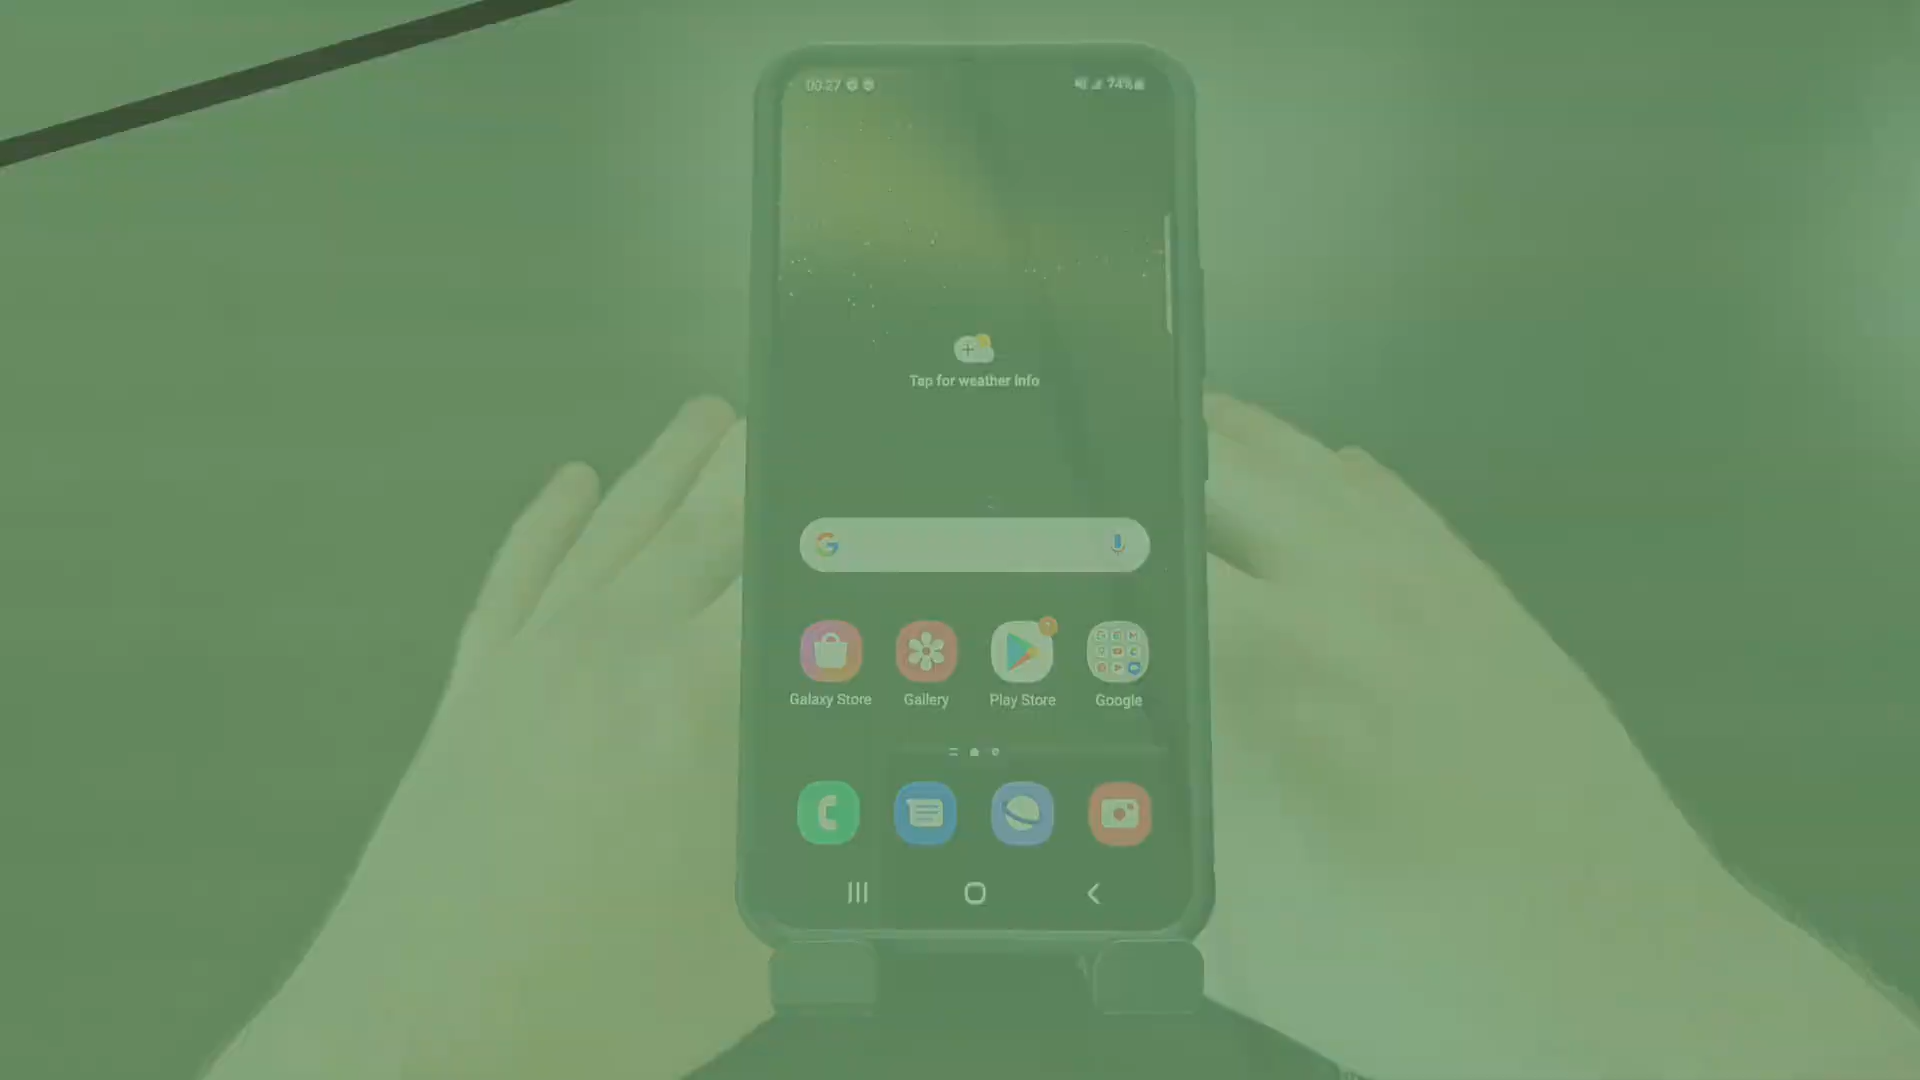 00:27
74%
Tap for weather info
G
Galaxy Store Gallery Play Store Google